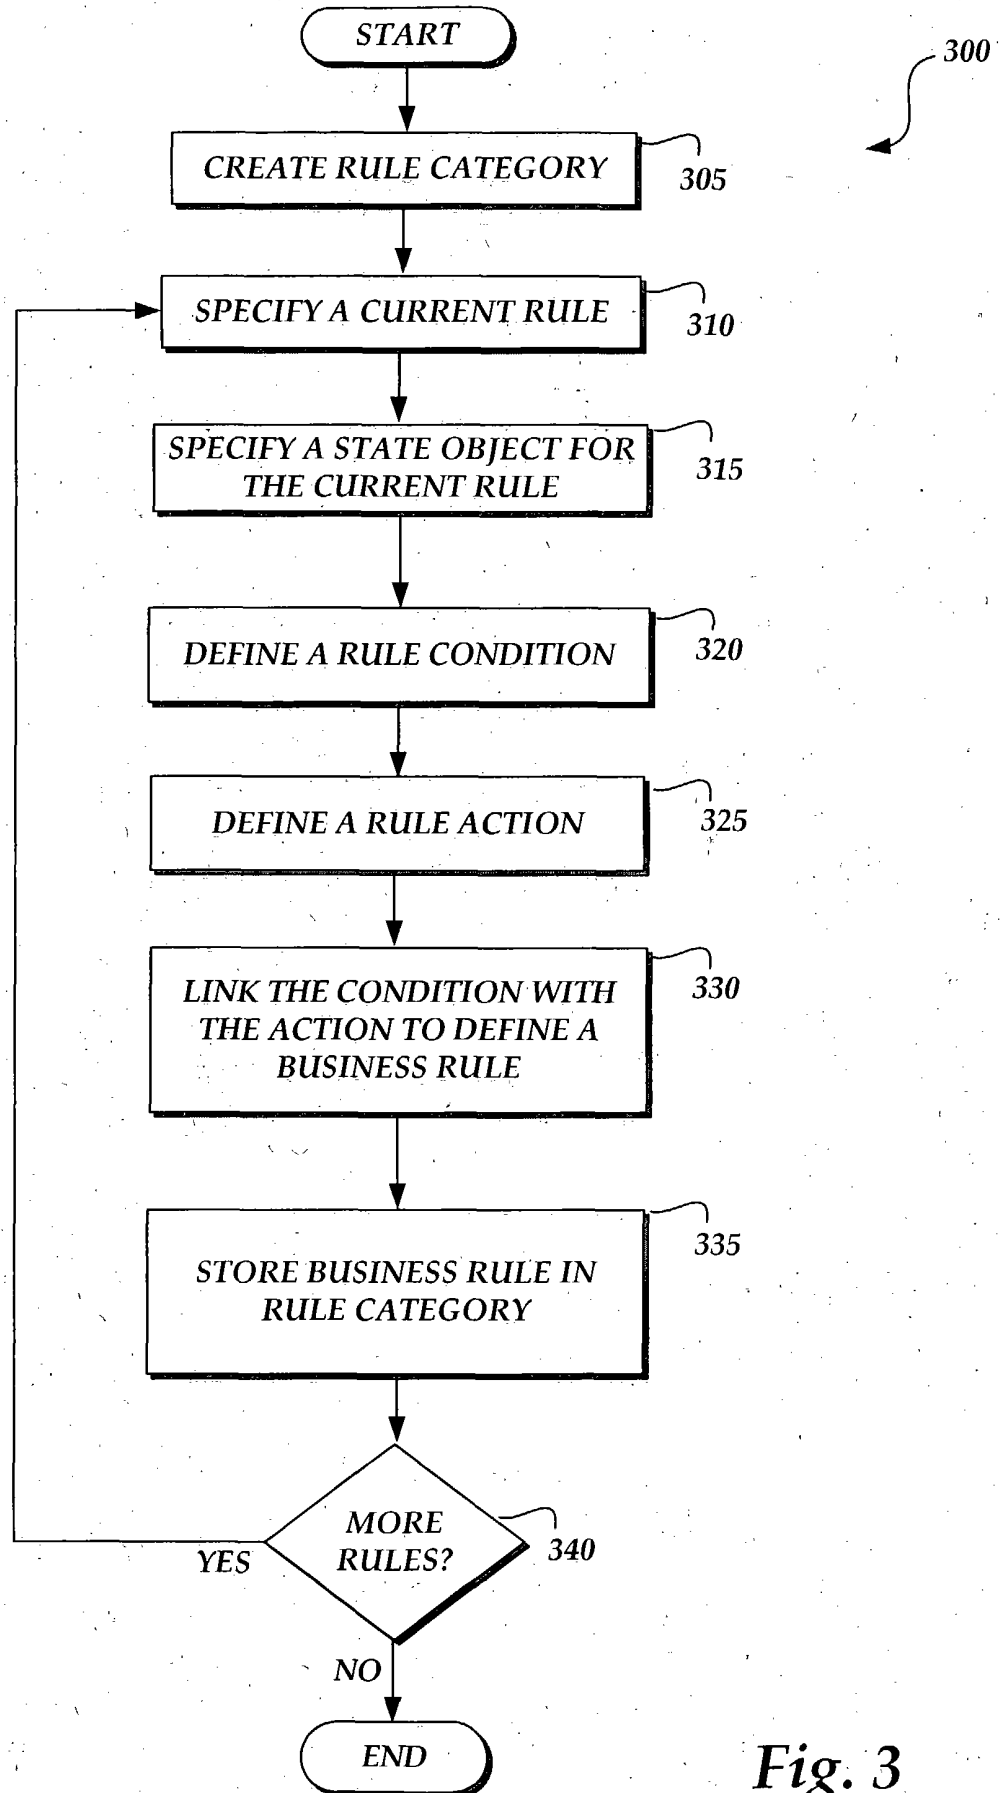 START
300
CREATE RULE CATEGORY
305
SPECIFY A CURRENT RULE
310
SPECIFY A STATE OBJECT FOR
THE CURRENT RULE
315
DEFINE A RULE CONDITION
320
DEFINE A RULE ACTION
325
LINK THE CONDITION WITH
THE ACTION TO DEFINE A
BUSINESS RULE
330
STORE BUSINESS RULE IN
RULE CATEGORY
335
MORE
RULES?
340
YES
NO
END
Fig. 3